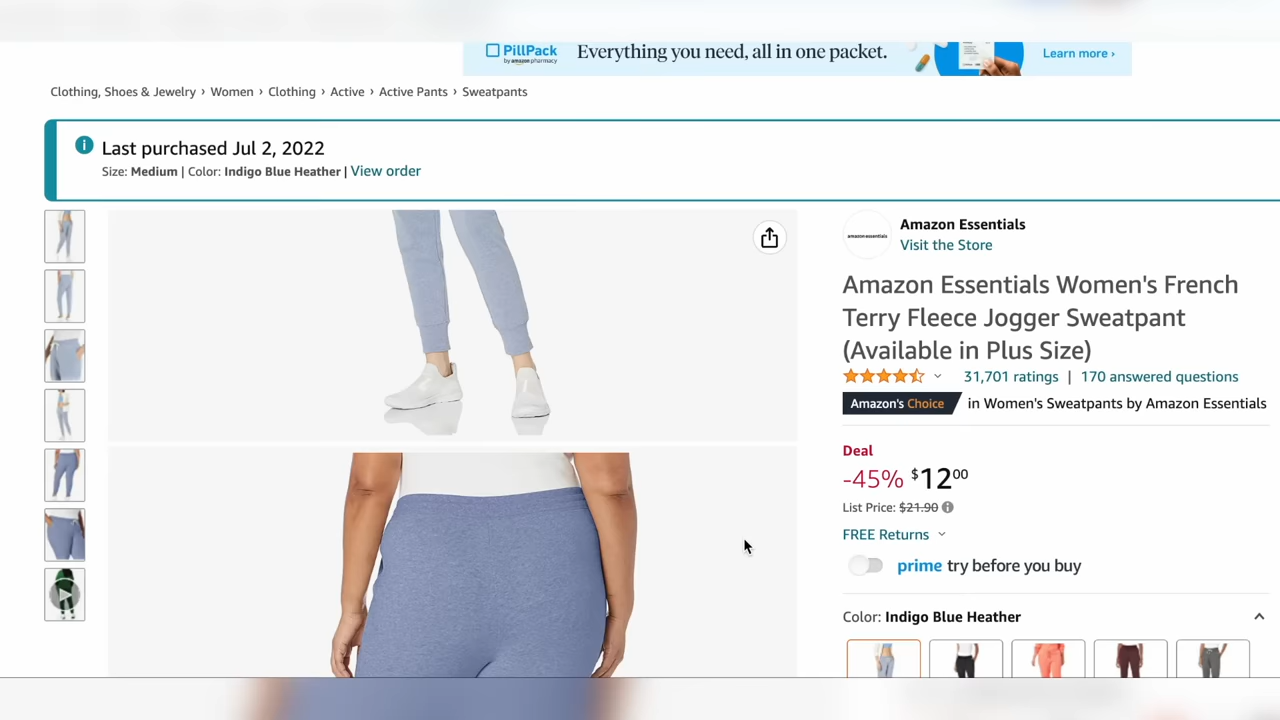 PillPack
by amazon pharmacy
Everything you need, all in one packet.
Learn more ›
Clothing, Shoes & Jewelry › Women › Clothing › Active › Active Pants › Sweatpants
Last purchased Jul 2, 2022
Size: Medium | Color: Indigo Blue Heather | View order
amazon essentials
Amazon Essentials
Visit the Store
Amazon Essentials Women's French
Terry Fleece Jogger Sweatpant
(Available in Plus Size)
31,701 ratings | 170 answered questions
Amazon's Choice in Women's Sweatpants by Amazon Essentials
Deal
-45% $1200
List Price: $21.90
FREE Returns
prime try before you buy
Color: Indigo Blue Heather